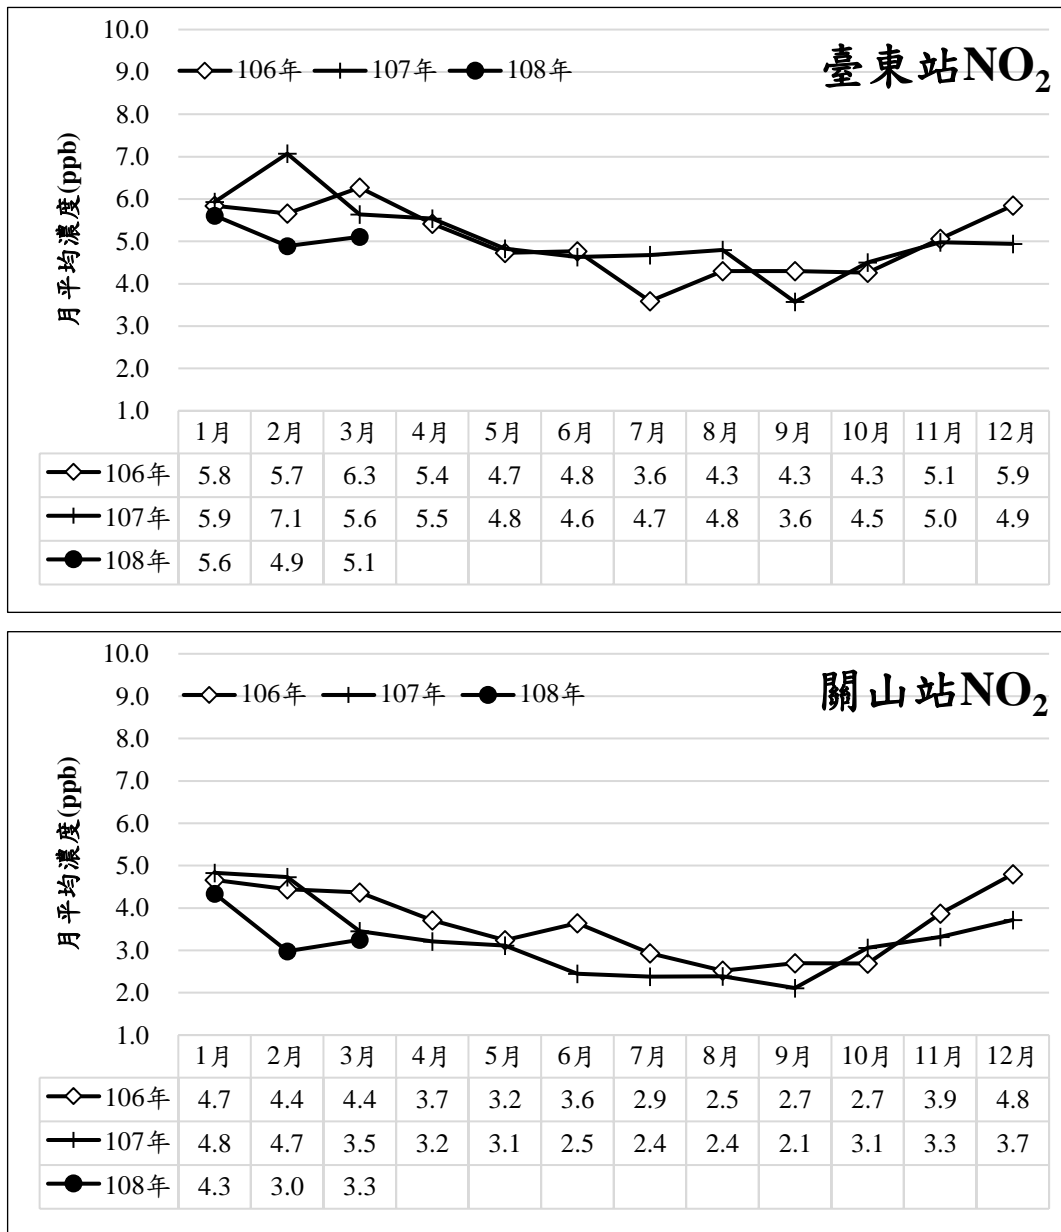 10.0
9.0
8.0
7.0
6.0
5.0
4.0
3.0
2.0
1.0
106年 107年 108年
臺東站NO₂
月平均濃度(ppb)
1月 2月 3月 4月 5月 6月 7月 8月 9月 10月 11月 12月
106年 5.8 5.7 6.3 5.4 4.7 4.8 3.6 4.3 4.3 4.3 5.1 5.9
107年 5.9 7.1 5.6 5.5 4.8 4.6 4.7 4.8 3.6 4.5 5.0 4.9
108年 5.6 4.9 5.1
10.0
9.0
8.0
7.0
6.0
5.0
4.0
3.0
2.0
1.0
106年 107年 108年
關山站NO₂
月平均濃度(ppb)
1月 2月 3月 4月 5月 6月 7月 8月 9月 10月 11月 12月
106年 4.7 4.4 4.4 3.7 3.2 3.6 2.9 2.5 2.7 2.7 3.9 4.8
107年 4.8 4.7 3.5 3.2 3.1 2.5 2.4 2.4 2.1 3.1 3.3 3.7
108年 4.3 3.0 3.3